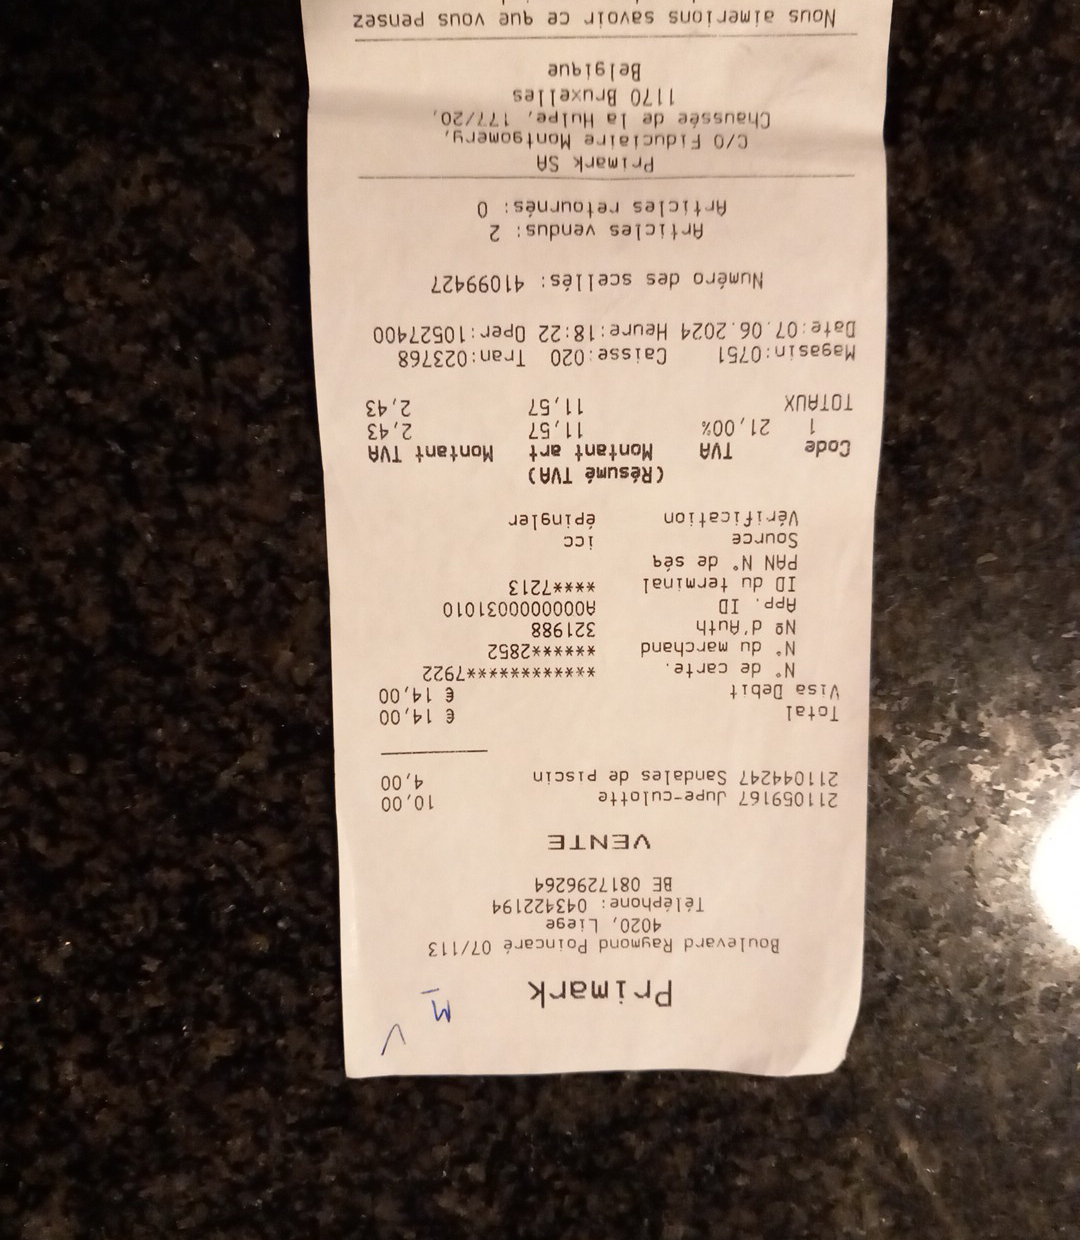 M
Primark
Boulevard Raymond Poincaré 07/113
4020, Liege
Téléphone: 043422194
BE 0817296264
VENTE
211059167 Jupe-culotte 10,00
211044247 Sandales de piscin 4,00
Total € 14,00
Visa Debit € 14,00
N° de carte. ************7922
N° du marchand ******2852
Nº d'Auth 321988
App. ID A0000000031010
ID du terminal ****7213
PAN N° de séq
Source icc
Vérification épingler
(Résumé TVA)
Code TVA Montant art Montant TVA
1 21,00% 11,57 2,43
TOTAUX 11,57 2,43
Magasin:0751 Caisse:020 Tran:023768
Date:07.06.2024 Heure:18:22 Oper:10527400
Numéro des scellés: 41099427
Articles vendus: 2
Articles retournés: 0
Primark SA
C/O Fiduciaire Montgomery,
Chaussée de la Hulpe, 177/20,
1170 Bruxelles
Belgique
Nous aimerions savoir ce que vous pensez